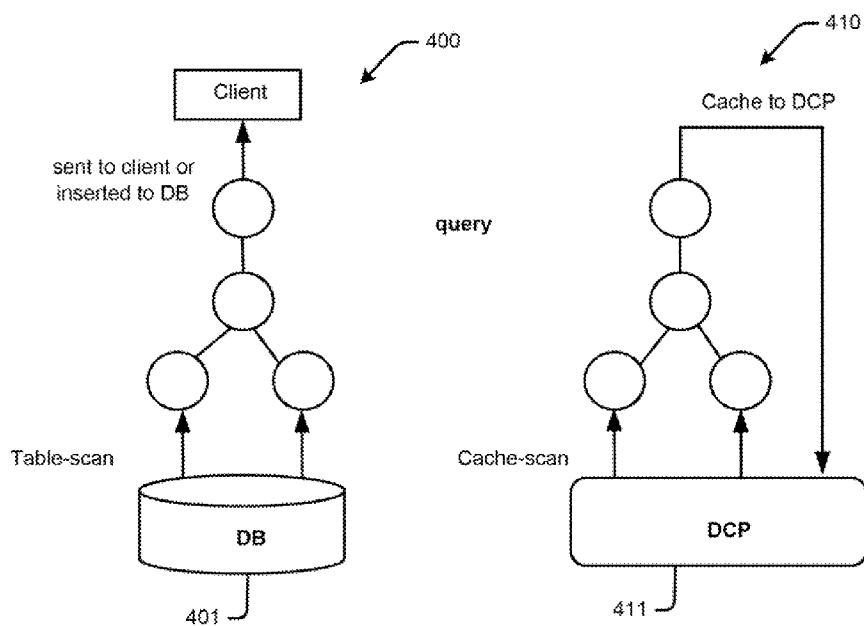 400
Client
sent to client or
inserted to DB
Table-scan
DB
401
query
410
Cache to DCP
Cache-scan
DCP
411